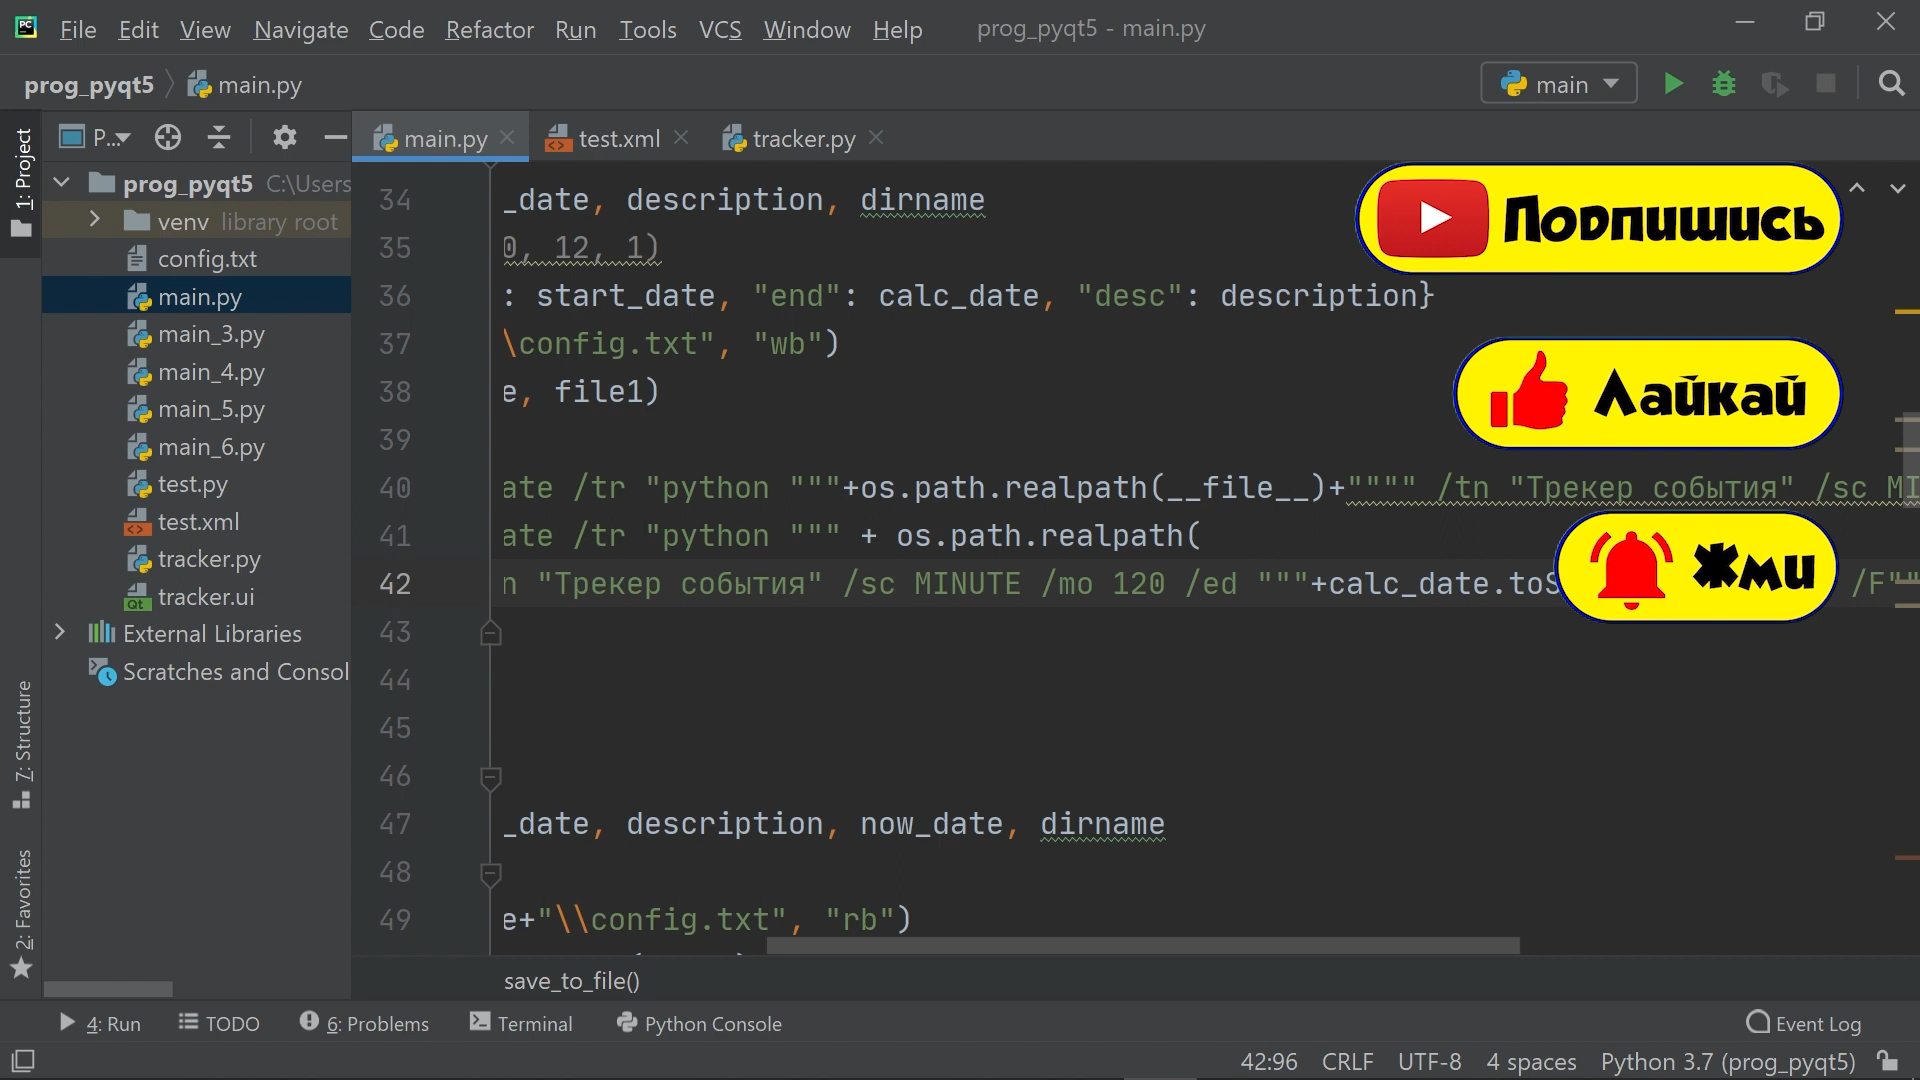 PC File Edit View Navigate Code Refactor Run Tools VCS Window Help prog_pyqt5 - main.py
prog_pyqt5 main.py main
1: Project
P... main.py test.xml tracker.py
prog_pyqt5 C:\Users
venv library root
config.txt
main.py
main_3.py
main_4.py
main_5.py
main_6.py
test.py
test.xml
tracker.py
tracker.ui
External Libraries
Scratches and Consol
7: Structure
2: Favorites
34 _date, description, dirname
35 0, 12, 1)
36 : start_date, "end": calc_date, "desc": description}
37 \config.txt", "wb")
38 e, file1)
39
40 ate /tr "python """+os.path.realpath(__file__)+"""" /tn "Трекер события" /sc MI
41 ate /tr "python """ + os.path.realpath(
42 n "Трекер события" /sc MINUTE /mo 120 /ed """+calc_date.toS /F""
43
44
45
46
47 _date, description, now_date, dirname
48
49 e+"\\config.txt", "rb")
Подпишись
Лайкай
Жми
save_to_file()
4: Run TODO 6: Problems Terminal Python Console Event Log
42:96 CRLF UTF-8 4 spaces Python 3.7 (prog_pyqt5)